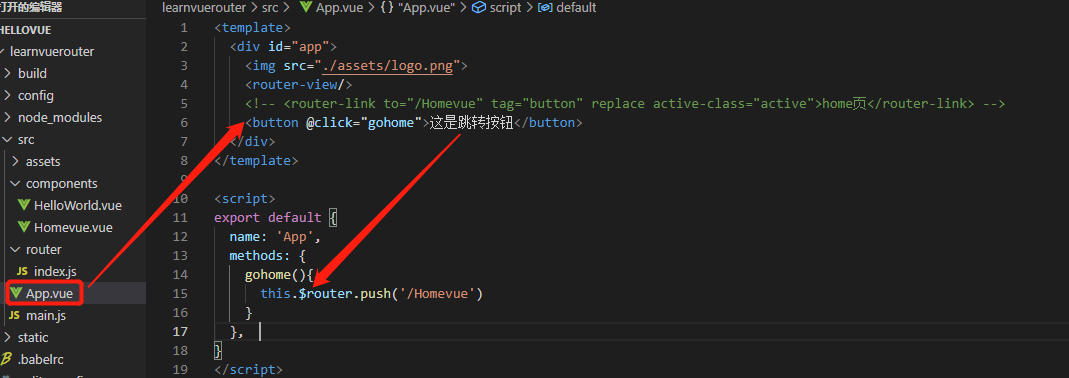 打开的编辑器
HELLOVUE
learnvuerouter
build
config
node_modules
src
assets
components
HelloWorld.vue
Homevue.vue
router
JS index.js
App.vue
JS main.js
static
.babelrc
learnvuerouter > src > App.vue > {} "App.vue" > script > default
1 <template>
2 <div id="app">
3 <img src="./assets/logo.png">
4 <router-view/>
5 <!-- <router-link to="/Homevue" tag="button" replace active-class="active">home页</router-link> -->
6 <button @click="gohome">这是跳转按钮</button>
7 </div>
8 </template>
9
10 <script>
11 export default {
12 name: 'App',
13 methods: {
14 gohome(){
15 this.$router.push('/Homevue')
16 }
17 },
18 }
19 </script>